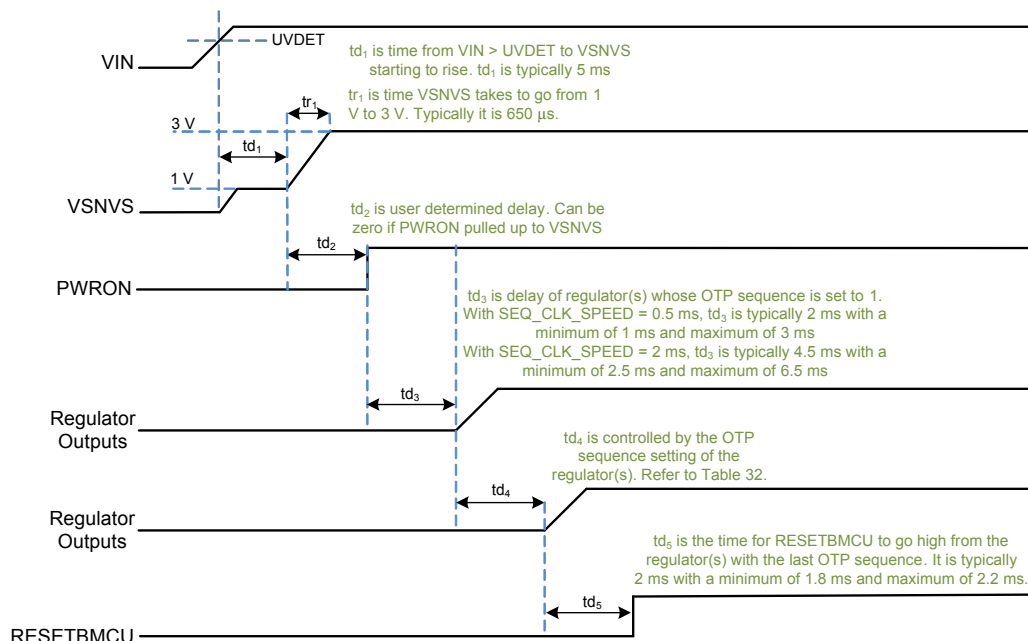 UVDET
VIN
td1 is time from VIN > UVDET to VSNVS
starting to rise. td1 is typically 5 ms
tr1 is time VSNVS takes to go from 1
V to 3 V. Typically it is 650 μs.
tr1
3 V
td1
1 V
VSNVS
td2 is user determined delay. Can be
zero if PWRON pulled up to VSNVS
td2
PWRON
td3 is delay of regulator(s) whose OTP sequence is set to 1.
With SEQ_CLK_SPEED = 0.5 ms, td3 is typically 2 ms with a
minimum of 1 ms and maximum of 3 ms
With SEQ_CLK_SPEED = 2 ms, td3 is typically 4.5 ms with a
minimum of 2.5 ms and maximum of 6.5 ms
td3
Regulator
Outputs
td4 is controlled by the OTP
sequence setting of the
regulator(s). Refer to Table 32.
td4
Regulator
Outputs
td5 is the time for RESETBMCU to go high from the
regulator(s) with the last OTP sequence. It is typically
2 ms with a minimum of 1.8 ms and maximum of 2.2 ms.
td5
RESETBMCU